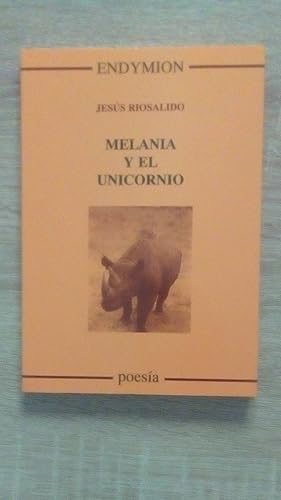 ENDYMION
JESÚS RIOSALIDO
MELANIA
Y EL
UNICORNIO
poesía